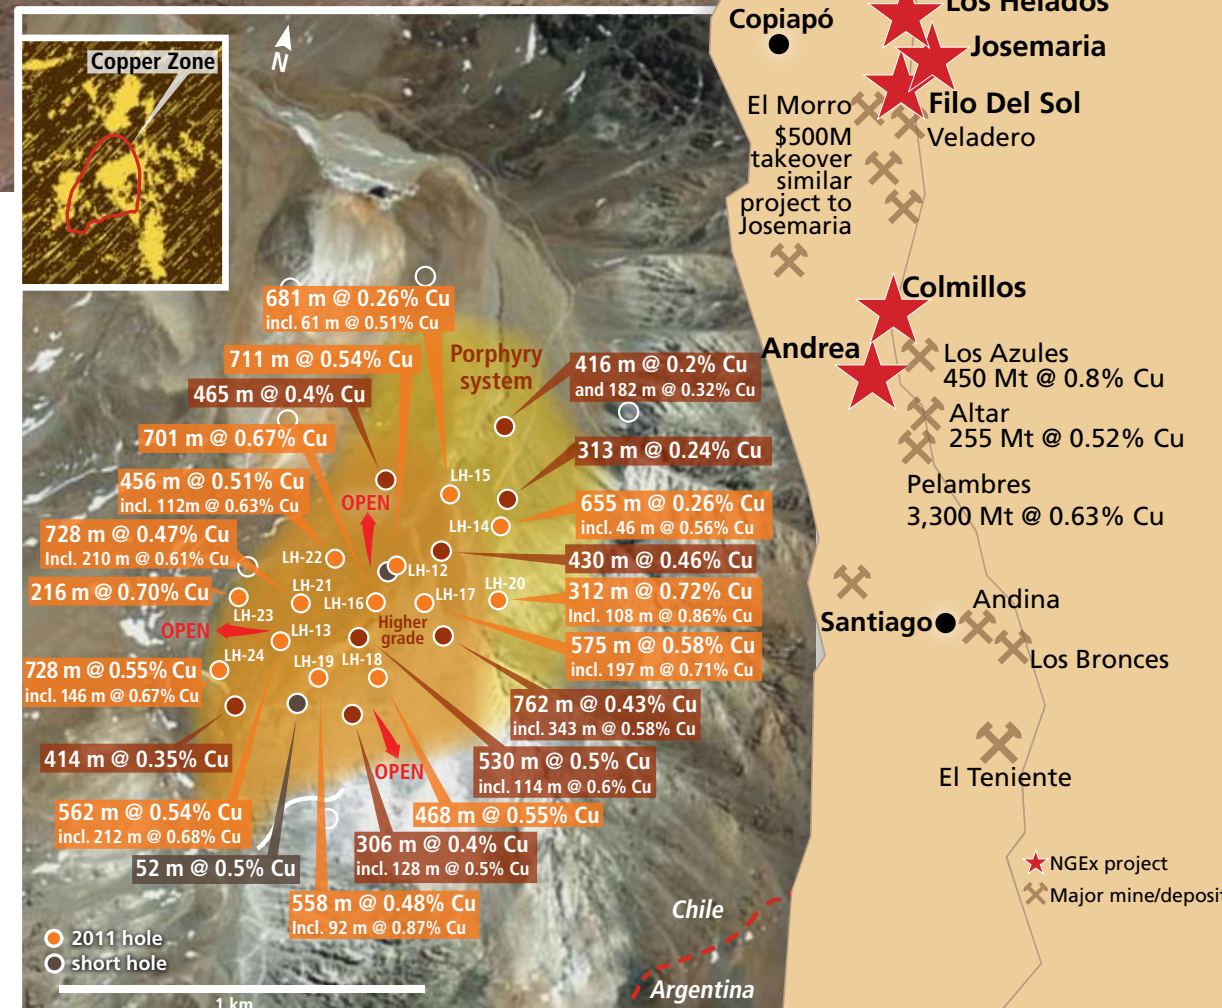 Copper Zone
N
681 m @ 0.26% Cu
incl. 61 m @ 0.51% Cu
711 m @ 0.54% Cu
465 m @ 0.4% Cu
701 m @ 0.67% Cu
456 m @ 0.51% Cu
incl. 112m @ 0.63% Cu
728 m @ 0.47% Cu
Incl. 210 m @ 0.61% Cu
216 m @ 0.70% Cu
OPEN
728 m @ 0.55% Cu
incl. 146 m @ 0.67% Cu
414 m @ 0.35% Cu
562 m @ 0.54% Cu
incl. 212 m @ 0.68% Cu
52 m @ 0.5% Cu
558 m @ 0.48% Cu
Incl. 92 m @ 0.87% Cu
Porphyry
system
OPEN
LH-15
LH-14
LH-22
LH-12
LH-21
LH-16
LH-17
LH-20
LH-23
LH-13
Higher
grade
LH-24
LH-19
LH-18
OPEN
416 m @ 0.2% Cu
and 182 m @ 0.32% Cu
313 m @ 0.24% Cu
655 m @ 0.26% Cu
incl. 46 m @ 0.56% Cu
430 m @ 0.46% Cu
312 m @ 0.72% Cu
Incl. 108 m @ 0.86% Cu
575 m @ 0.58% Cu
incl. 197 m @ 0.71% Cu
762 m @ 0.43% Cu
incl. 343 m @ 0.58% Cu
530 m @ 0.5% Cu
incl. 114 m @ 0.6% Cu
468 m @ 0.55% Cu
306 m @ 0.4% Cu
incl. 128 m @ 0.5% Cu
2011 hole
short hole
1 km
Chile
Argentina
Los Helados
Copiapó
Josemaria
Filo Del Sol
El Morro
$500M
takeover
similar
project to
Josemaria
Veladero
Colmillos
Andrea
Los Azules
450 Mt @ 0.8% Cu
Altar
255 Mt @ 0.52% Cu
Pelambres
3,300 Mt @ 0.63% Cu
Andina
Santiago
Los Bronces
El Teniente
NGEx project
Major mine/deposit